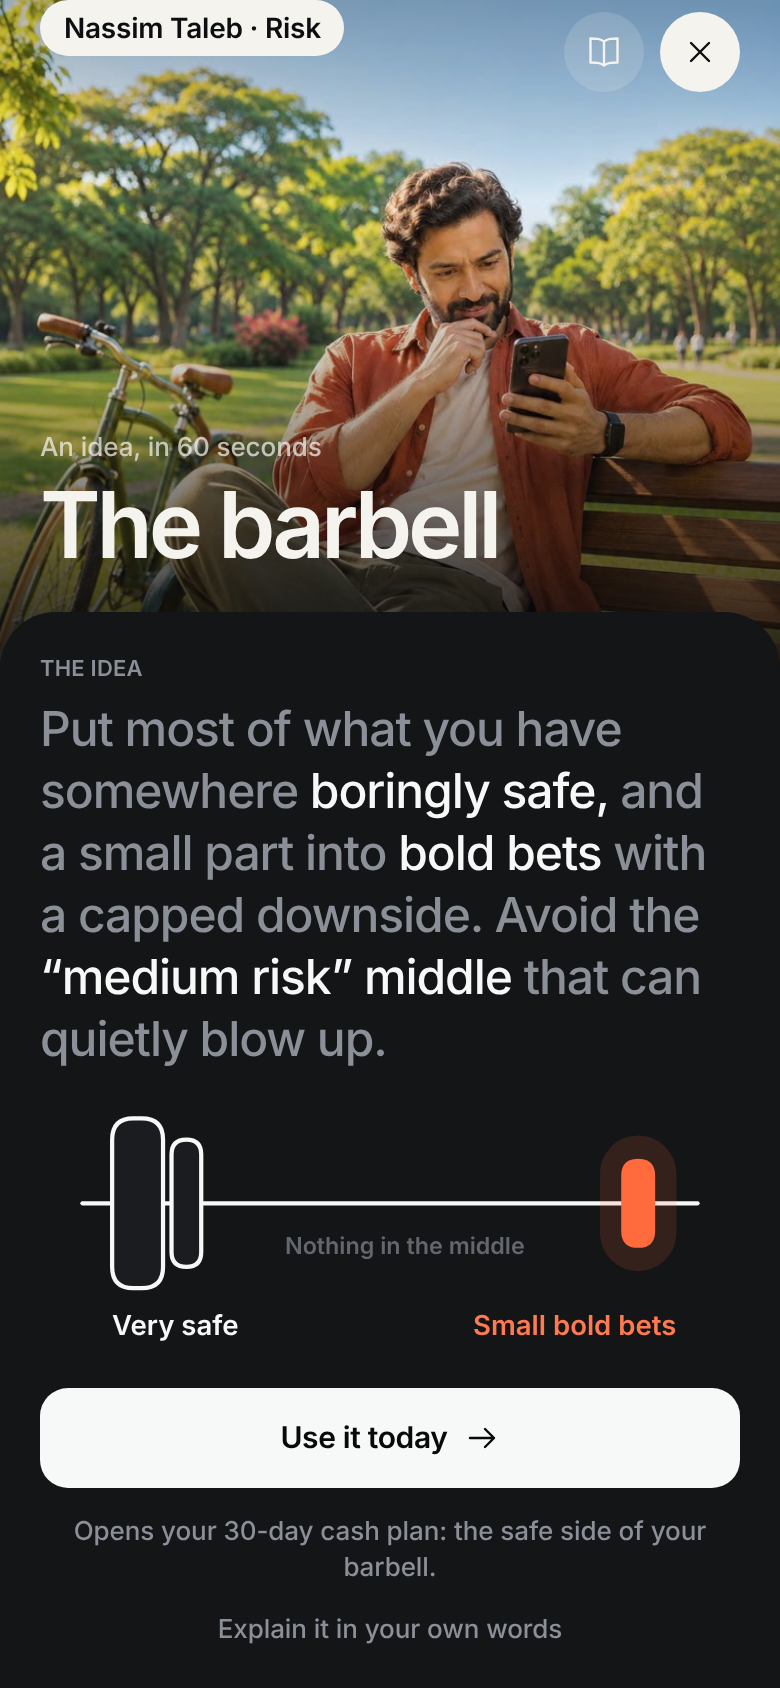 Nassim Taleb · Risk
An idea, in 60 seconds
The barbell
THE IDEA
Put most of what you have
somewhere boringly safe, and
a small part into bold bets with
a capped downside. Avoid the
“medium risk” middle that can
quietly blow up.
Nothing in the middle
Very safe
Small bold bets
Use it today →
Opens your 30-day cash plan: the safe side of your
barbell.
Explain it in your own words